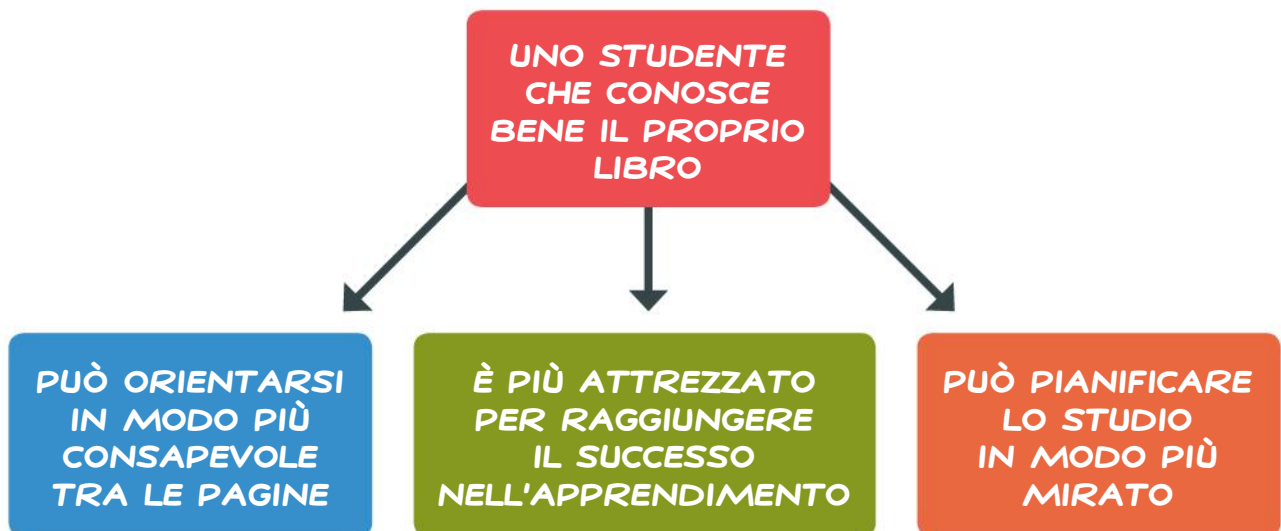 UNO STUDENTE
CHE CONOSCE
BENE IL PROPRIO
LIBRO
PUÒ ORIENTARSI
IN MODO PIÙ
CONSAPEVOLE
TRA LE PAGINE
È PIÙ ATTREZZATO
PER RAGGIUNGERE
IL SUCCESSO
NELL'APPRENDIMENTO
PUÒ PIANIFICARE
LO STUDIO
IN MODO PIÙ
MIRATO